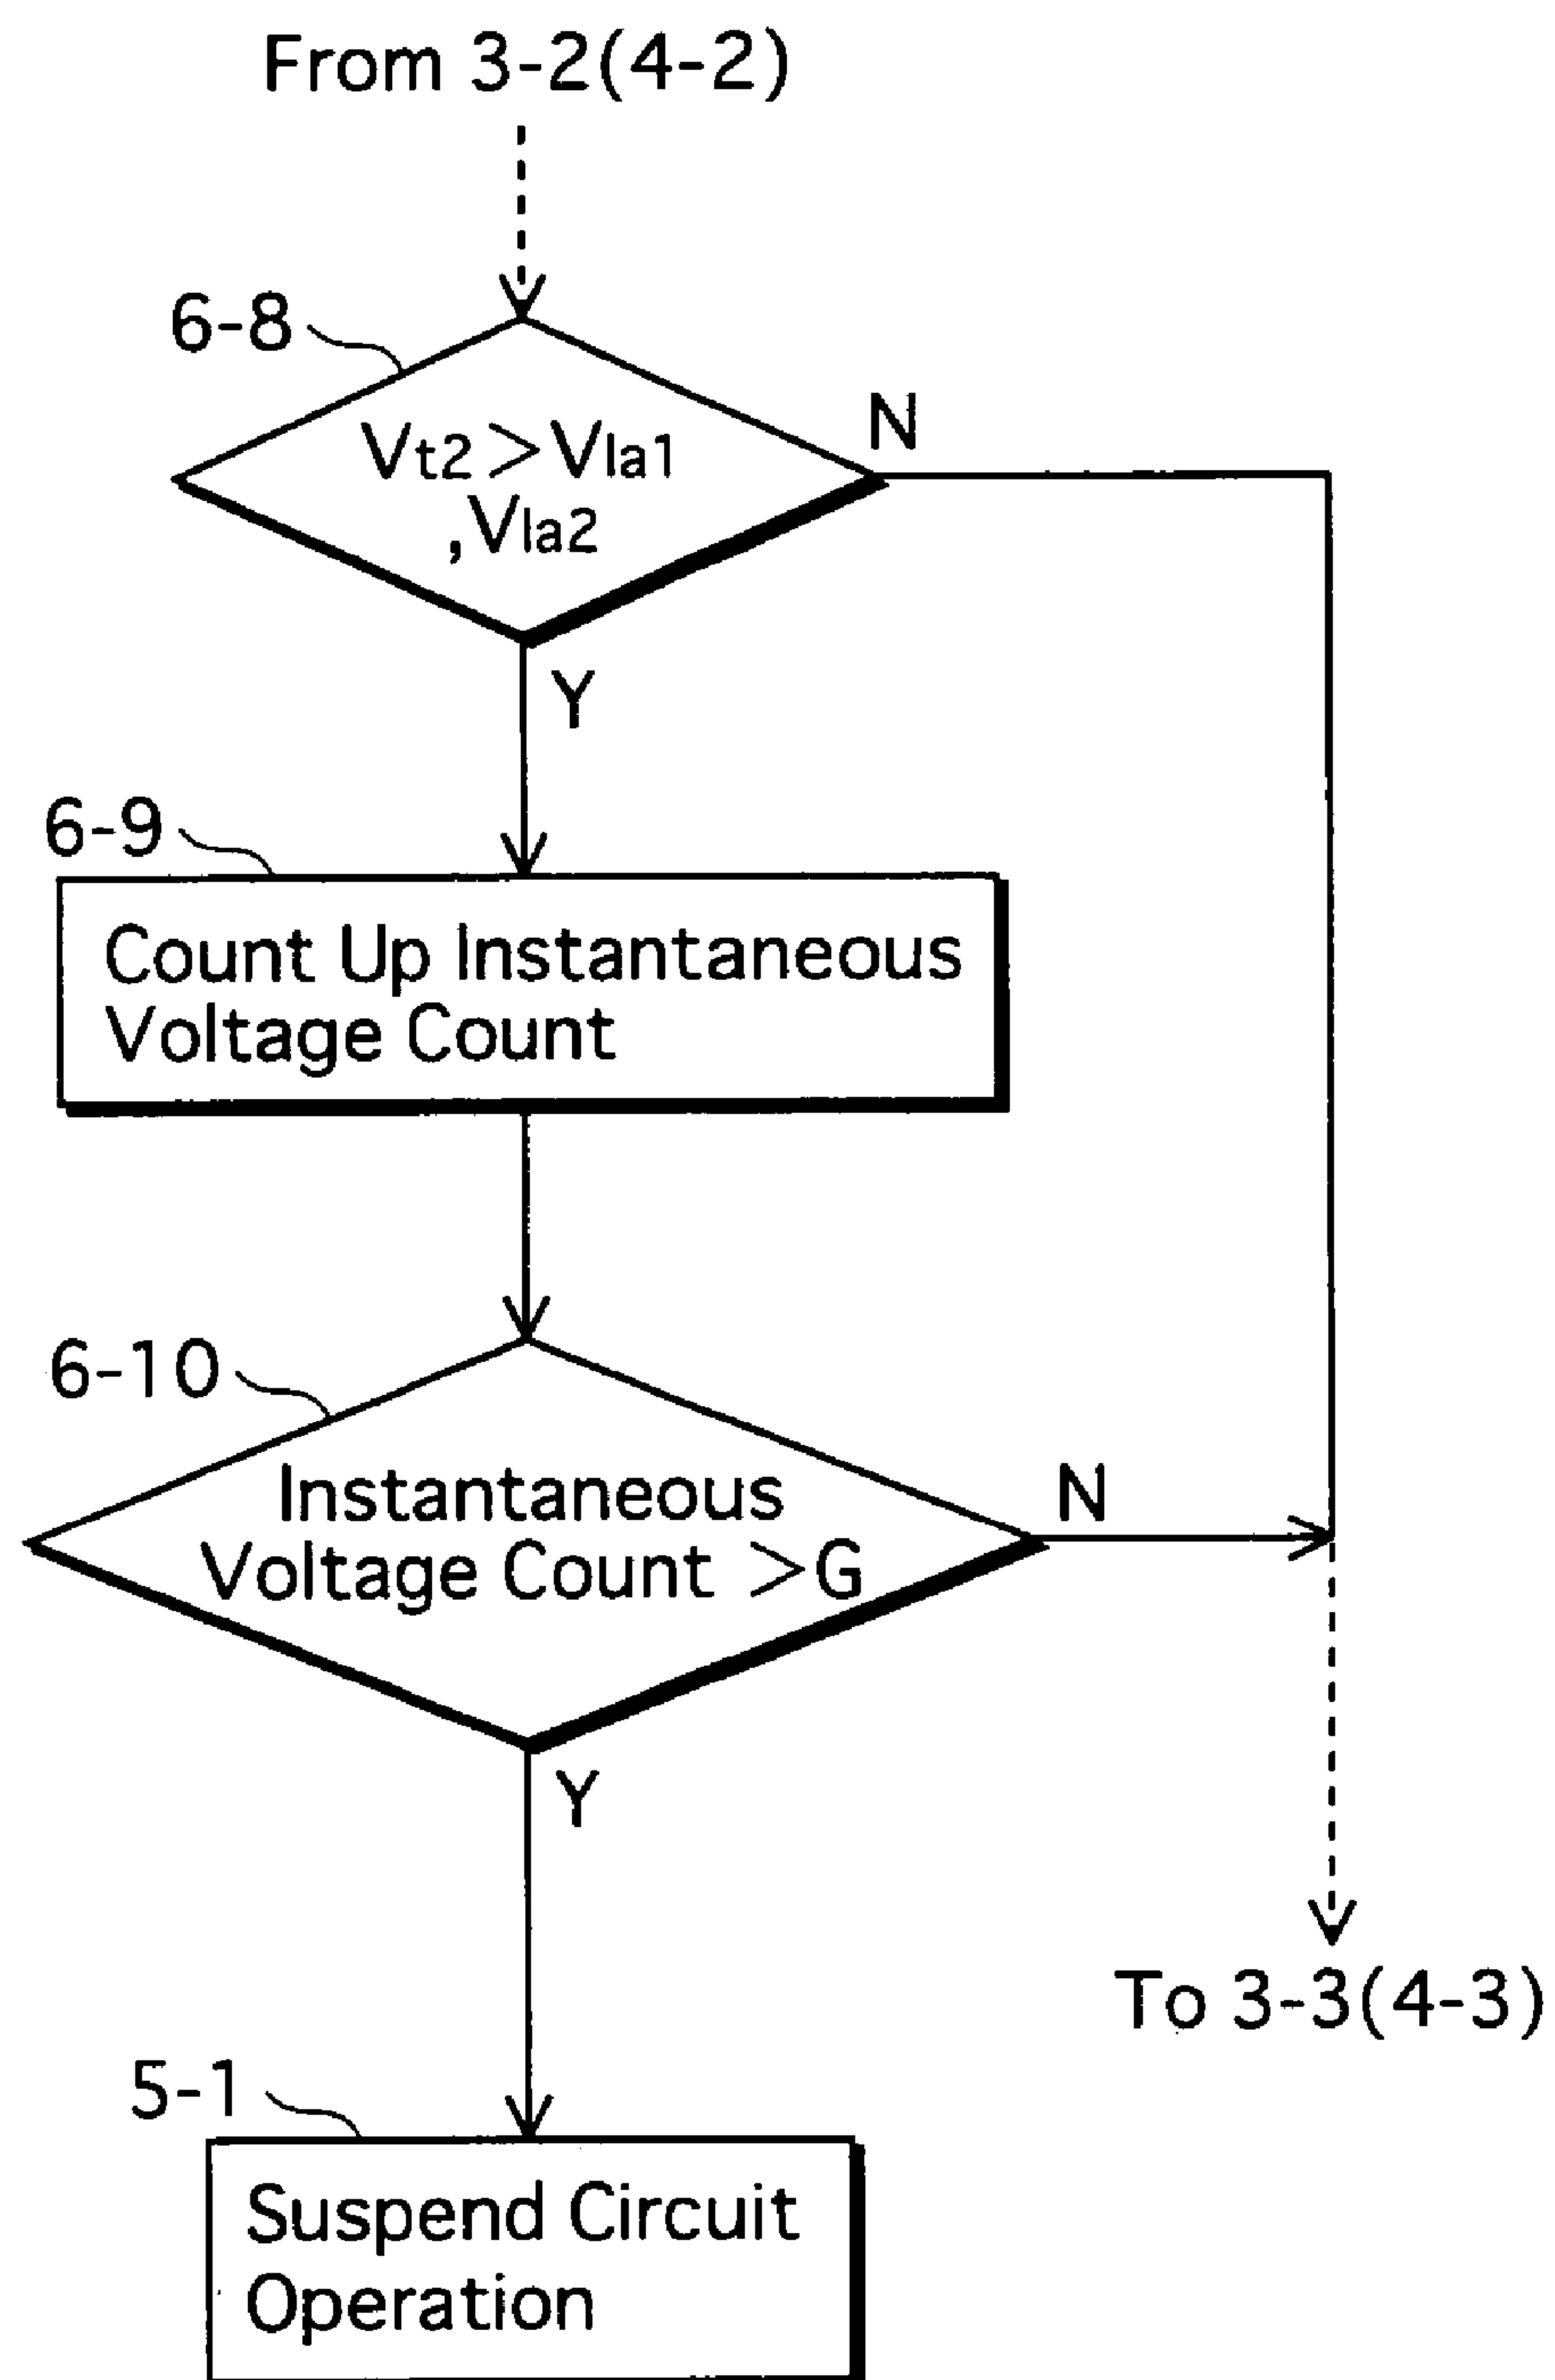 From 3-2(4-2)
6-8
Vt2>Vla1
,Vla2
N
Y
6-9
Count Up Instantaneous
Voltage Count
6-10
Instantaneous
Voltage Count >G
N
Y
To 3-3(4-3)
5-1
Suspend Circuit
Operation